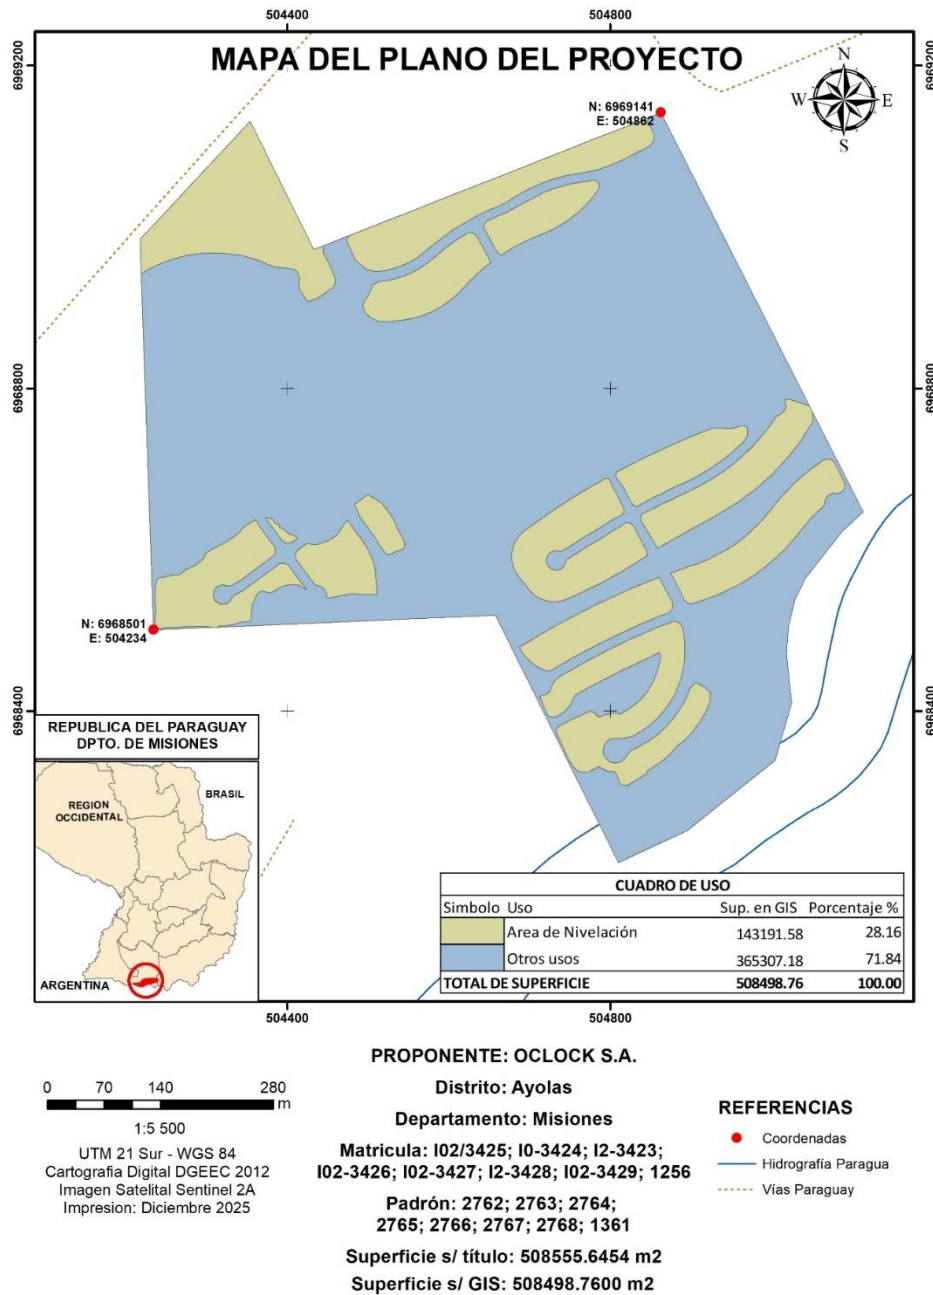 504400
504800
6969200
MAPA DEL PLANO DEL PROYECTO
6969200
N
W E
S
N: 6969141
E: 504862
6968800
6968800
N: 6968501
E: 504234
6968400
6968400
REPUBLICA DEL PARAGUAY
DPTO. DE MISIONES
REGION
OCCIDENTAL
BRASIL
ARGENTINA
CUADRO DE USO
Simbolo Uso Sup. en GIS Porcentaje %
Area de Nivelación 143191.58 28.16
Otros usos 365307.18 71.84
TOTAL DE SUPERFICIE 508498.76 100.00
504400
504800
0 70 140 280
m
1:5 500
UTM 21 Sur - WGS 84
Cartografia Digital DGEEC 2012
Imagen Satelital Sentinel 2A
Impresion: Diciembre 2025
PROPONENTE: OCLOCK S.A.
Distrito: Ayolas
Departamento: Misiones
Matricula: I02/3425; I0-3424; I2-3423;
I02-3426; I02-3427; I2-3428; I02-3429; 1256
Padrón: 2762; 2763; 2764;
2765; 2766; 2767; 2768; 1361
Superficie s/ título: 508555.6454 m2
Superficie s/ GIS: 508498.7600 m2
REFERENCIAS
Coordenadas
Hidrografía Paragua
Vías Paraguay